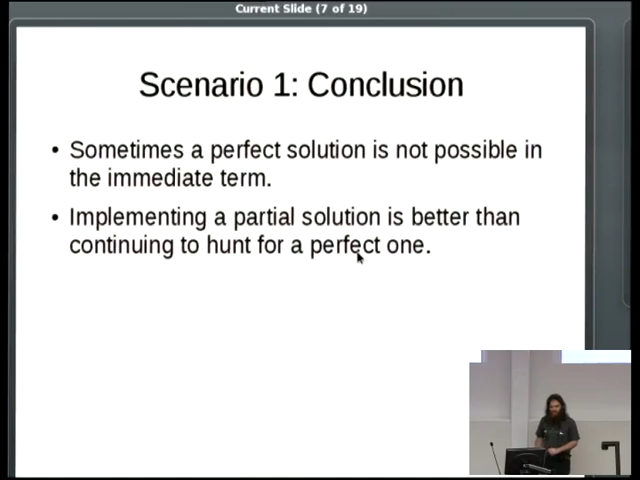 Current Slide (7 of 19)
Scenario 1: Conclusion
• Sometimes a perfect solution is not possible in
the immediate term.
• Implementing a partial solution is better than
continuing to hunt for a perfect one.